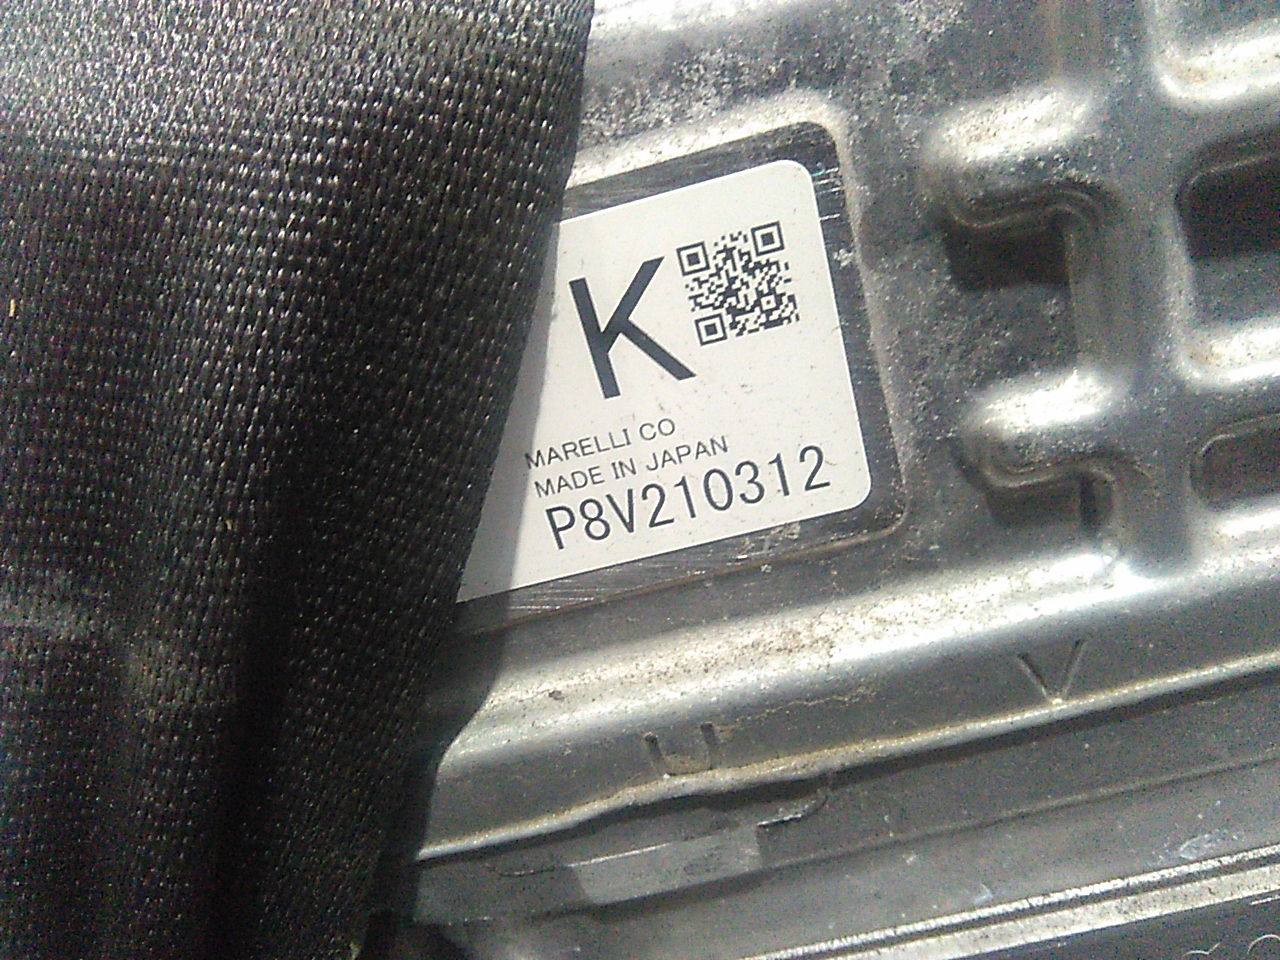 K
MARELLI CO
MADE IN JAPAN
P8V210312
U V